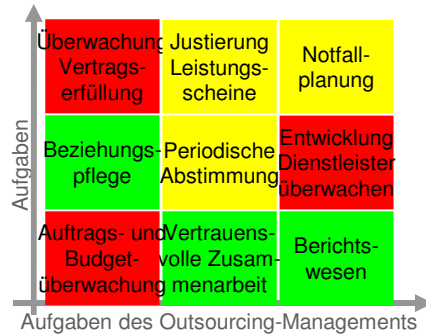 Überwachung
Vertrags-
erfüllung
Justierung
Leistungs-
scheine
Notfall-
planung
Beziehungs-
pflege
Periodische
Abstimmung
Entwicklung
Dienstleister
überwachen
Auftrags- und
Budget-
überwachung
Vertrauens-
volle Zusam-
menarbeit
Berichts-
wesen
Aufgaben
Aufgaben des Outsourcing-Managements